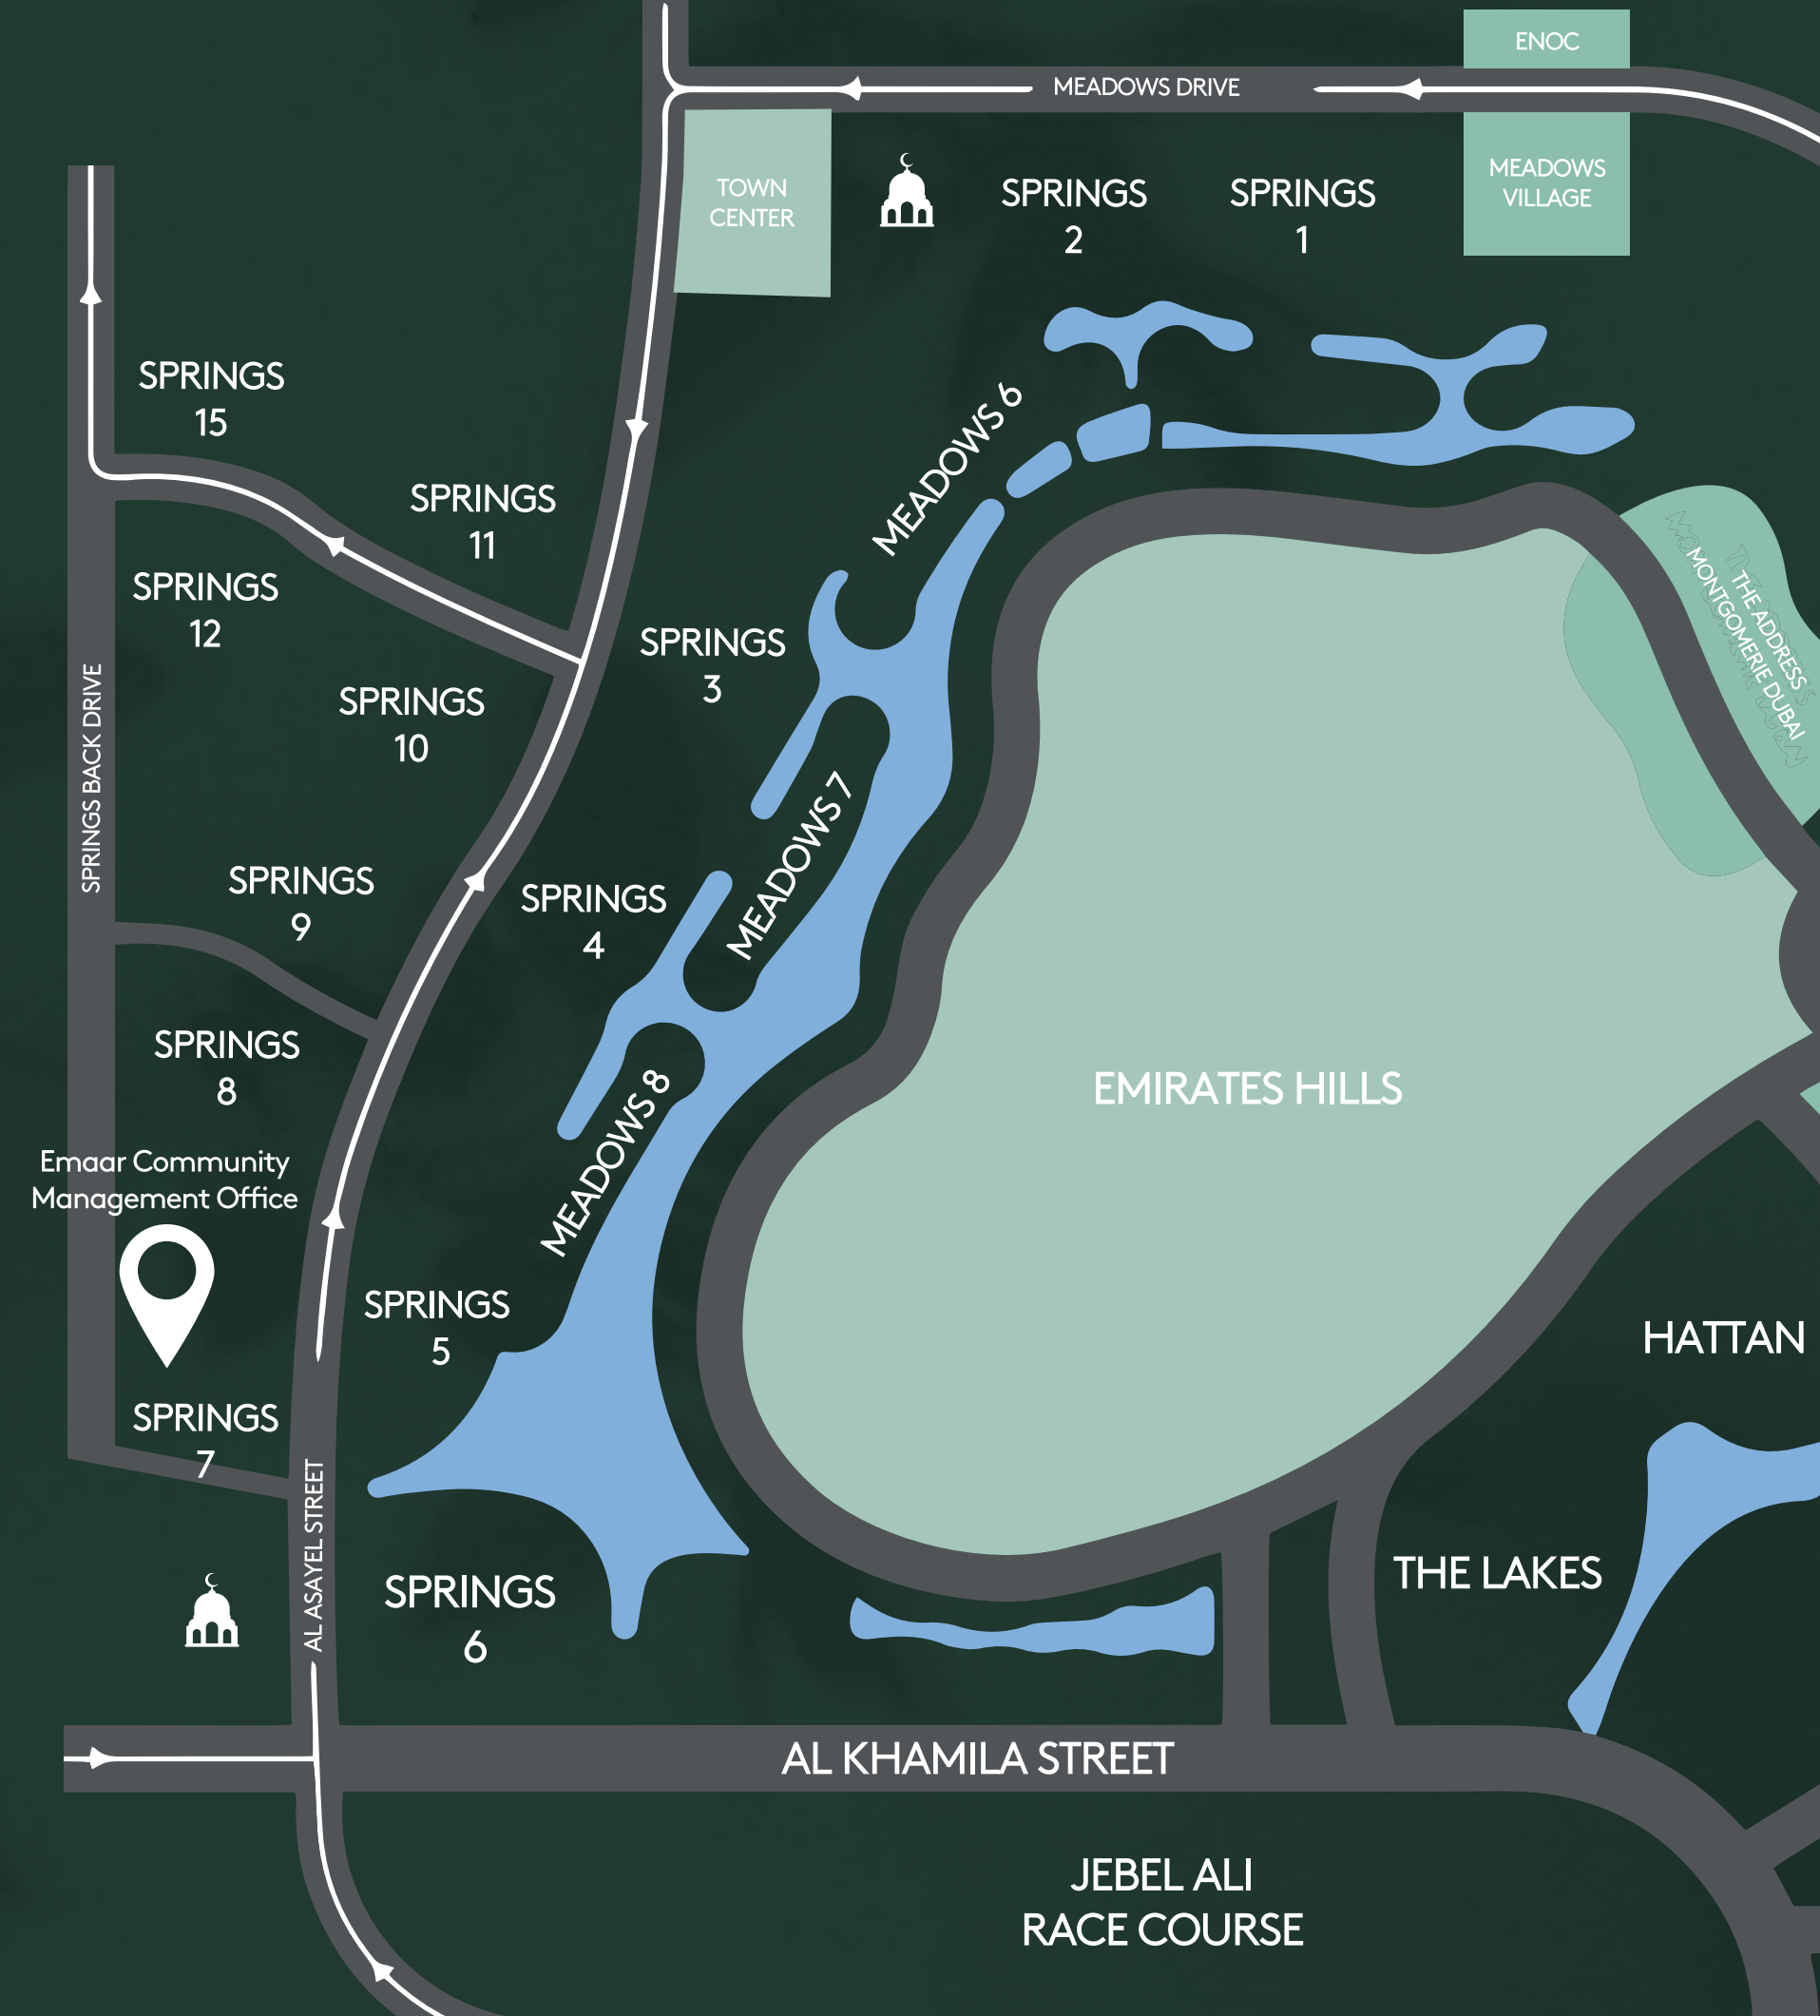 ENOC
MEADOWS DRIVE
MEADOWS
VILLAGE
TOWN
CENTER
SPRINGS
2
SPRINGS
1
SPRINGS
15
MEADOWS 6
SPRINGS
11
SPRINGS
12
THE ADDRESS
MONTGOMERIE DUBAI
SPRINGS
3
SPRINGS
10
SPRINGS BACK DRIVE
MEADOWS 7
SPRINGS
9
SPRINGS
4
SPRINGS
8
EMIRATES HILLS
MEADOWS 8
Emaar Community
Management Office
SPRINGS
5
HATTAN
SPRINGS
7
AL ASAYEL STREET
THE LAKES
SPRINGS
6
AL KHAMILA STREET
JEBEL ALI
RACE COURSE